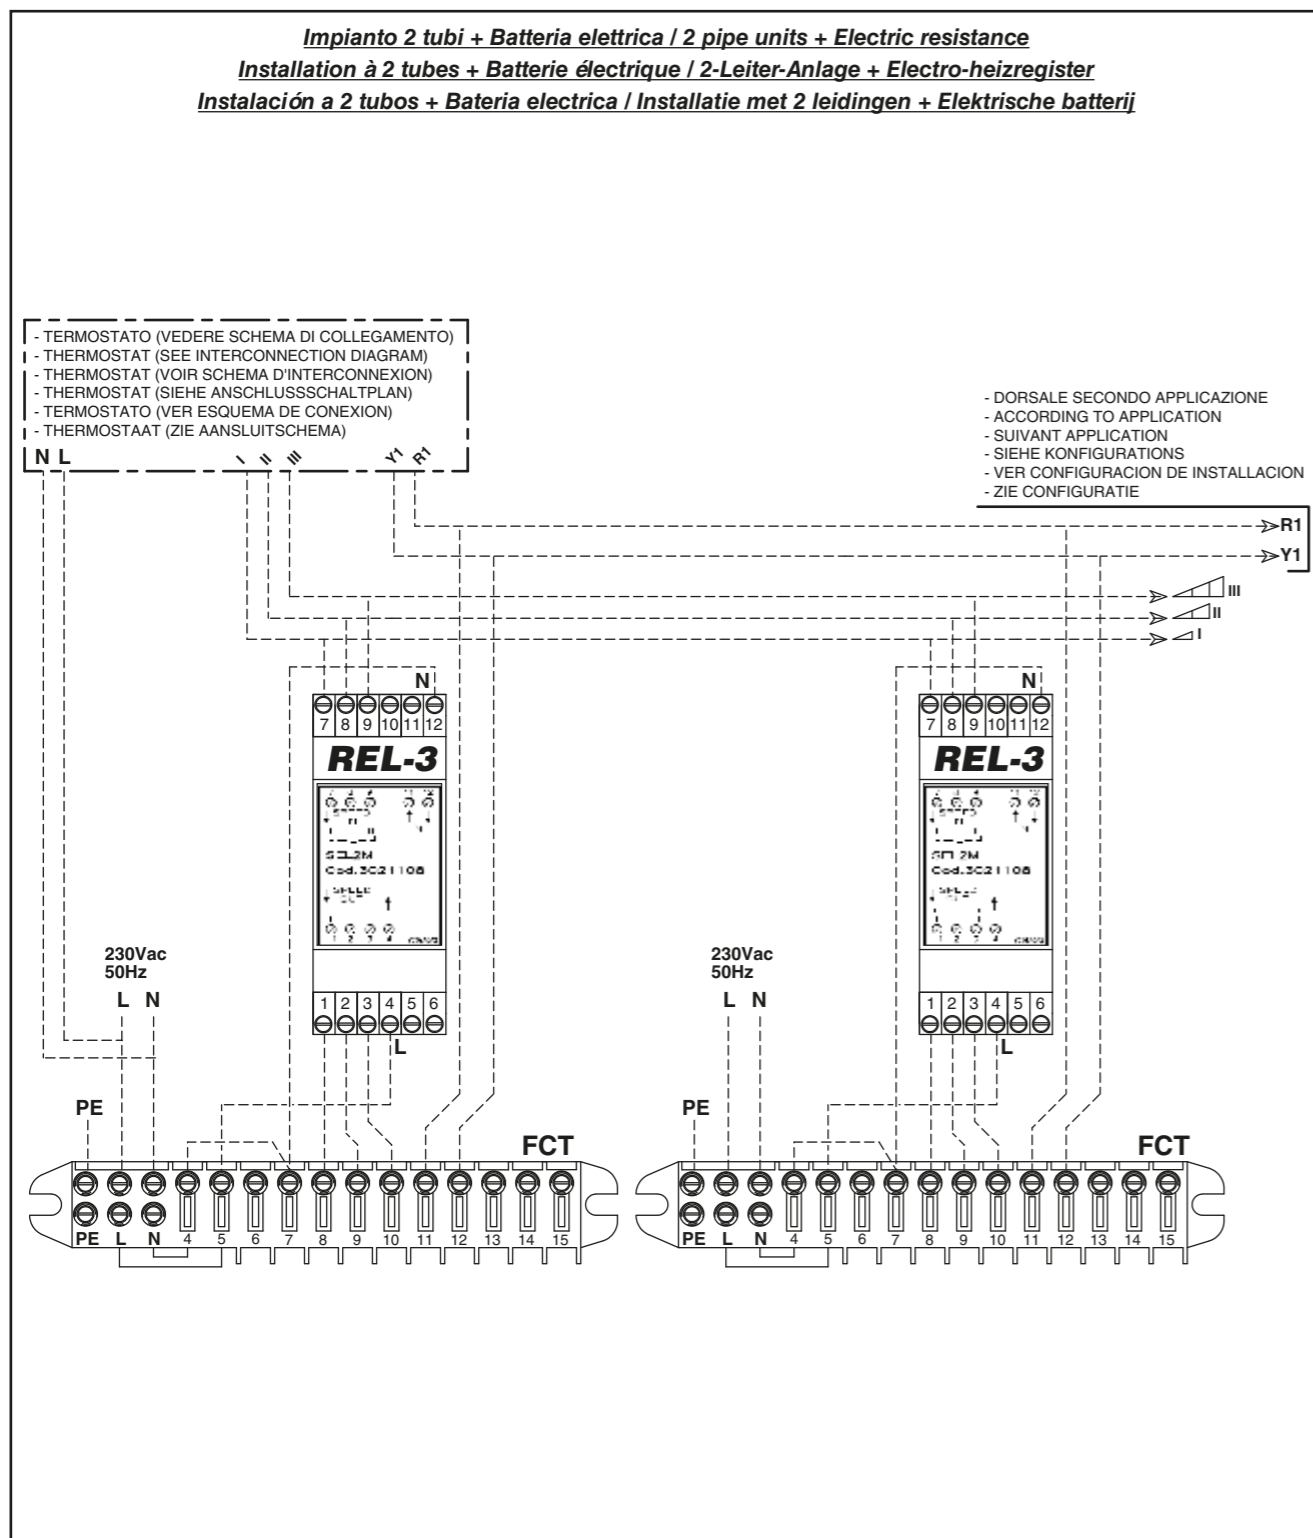 Impianto 2 tubi + Batteria elettrica / 2 pipe units + Electric resistance
Installation à 2 tubes + Batterie électrique / 2-Leiter-Anlage + Electro-heizregister
Instalación a 2 tubos + Bateria electrica / Installatie met 2 leidingen + Elektrische batterij
- TERMOSTATO (VEDERE SCHEMA DI COLLEGAMENTO)
- THERMOSTAT (SEE INTERCONNECTION DIAGRAM)
- THERMOSTAT (VOIR SCHEMA D'INTERCONNEXION)
- THERMOSTAT (SIEHE ANSCHLUSSSCHALTPLAN)
- TERMOSTATO (VER ESQUEMA DE CONEXION)
- THERMOSTAAT (ZIE AANSLUITSCHEMA)
N L I II III Y1 R1
- DORSALE SECONDO APPLICAZIONE
- ACCORDING TO APPLICATION
- SUIVANT APPLICATION
- SIEHE KONFIGURATIONS
- VER CONFIGURACION DE INSTALLACION
- ZIE CONFIGURATIE
R1
Y1
III
II
I
N
7 8 9 10 11 12
REL-3
Cod.3021108
1 2 3 4 5 6
L
230Vac
50Hz
L N
PE
FCT
PE L N 4 5 6 7 8 9 10 11 12 13 14 15
N
7 8 9 10 11 12
REL-3
Cod.3021108
1 2 3 4 5 6
L
230Vac
50Hz
L N
PE
FCT
PE L N 4 5 6 7 8 9 10 11 12 13 14 15